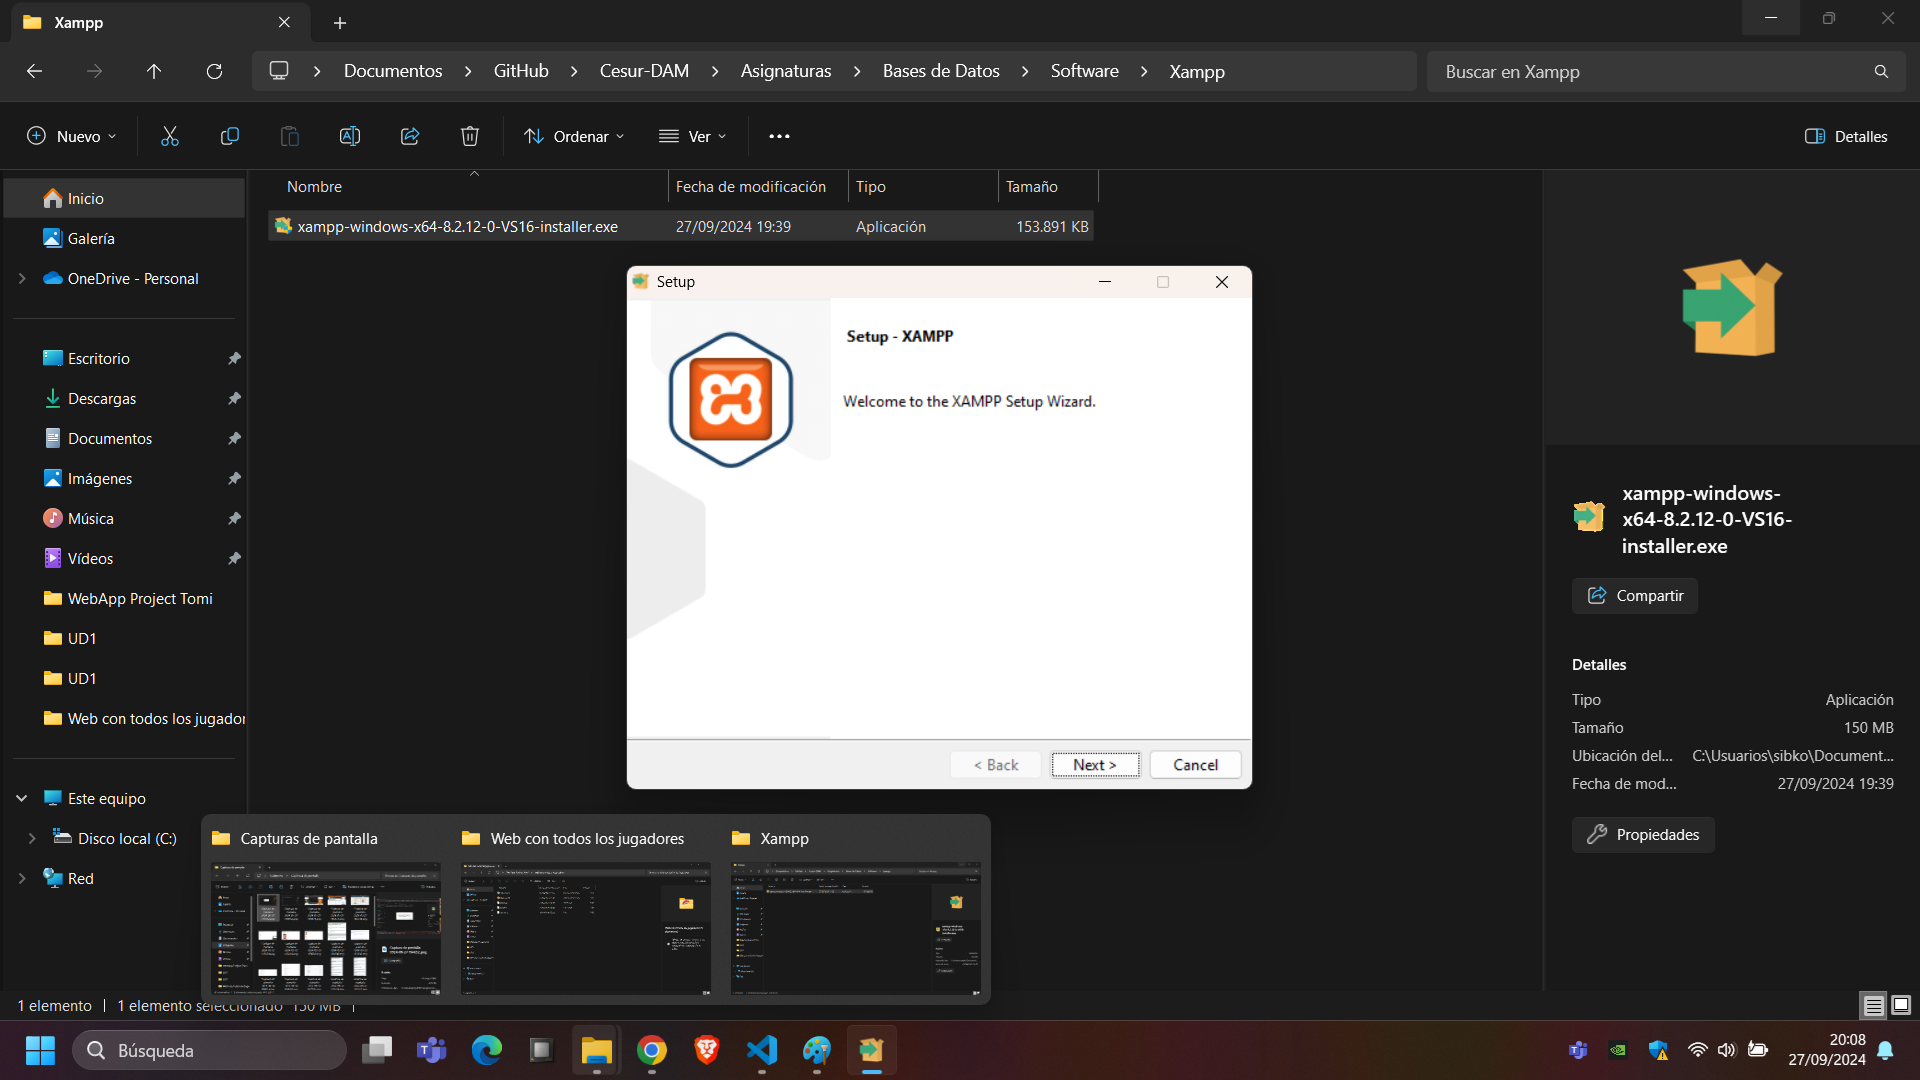 Xampp
Documentos
GitHub
Cesur-DAM
Asignaturas
Bases de Datos
Software
Xampp
Buscar en Xampp
Nuevo
Ordenar
Ver
Detalles
Nombre
Fecha de modificación
Tipo
Tamaño
xampp-windows-x64-8.2.12-0-VS16-installer.exe
27/09/2024 19:39
Aplicación
153.891 KB
Inicio
Galería
OneDrive - Personal
Escritorio
Descargas
Documentos
Imágenes
Música
Vídeos
WebApp Project Tomi
UD1
UD1
Web con todos los jugador
Este equipo
Disco local (C:)
Red
Setup
Setup - XAMPP
Welcome to the XAMPP Setup Wizard.
< Back
Next >
Cancel
xampp-windows-
x64-8.2.12-0-VS16-
installer.exe
Compartir
Detalles
Tipo
Aplicación
Tamaño
150 MB
Ubicación del...
C:\Usuarios\sibko\Document...
Fecha de mod...
27/09/2024 19:39
Propiedades
Capturas de pantalla
Web con todos los jugadores
Xampp
1 elemento
1 elemento seleccionado 150 MB
Búsqueda
20:08
27/09/2024